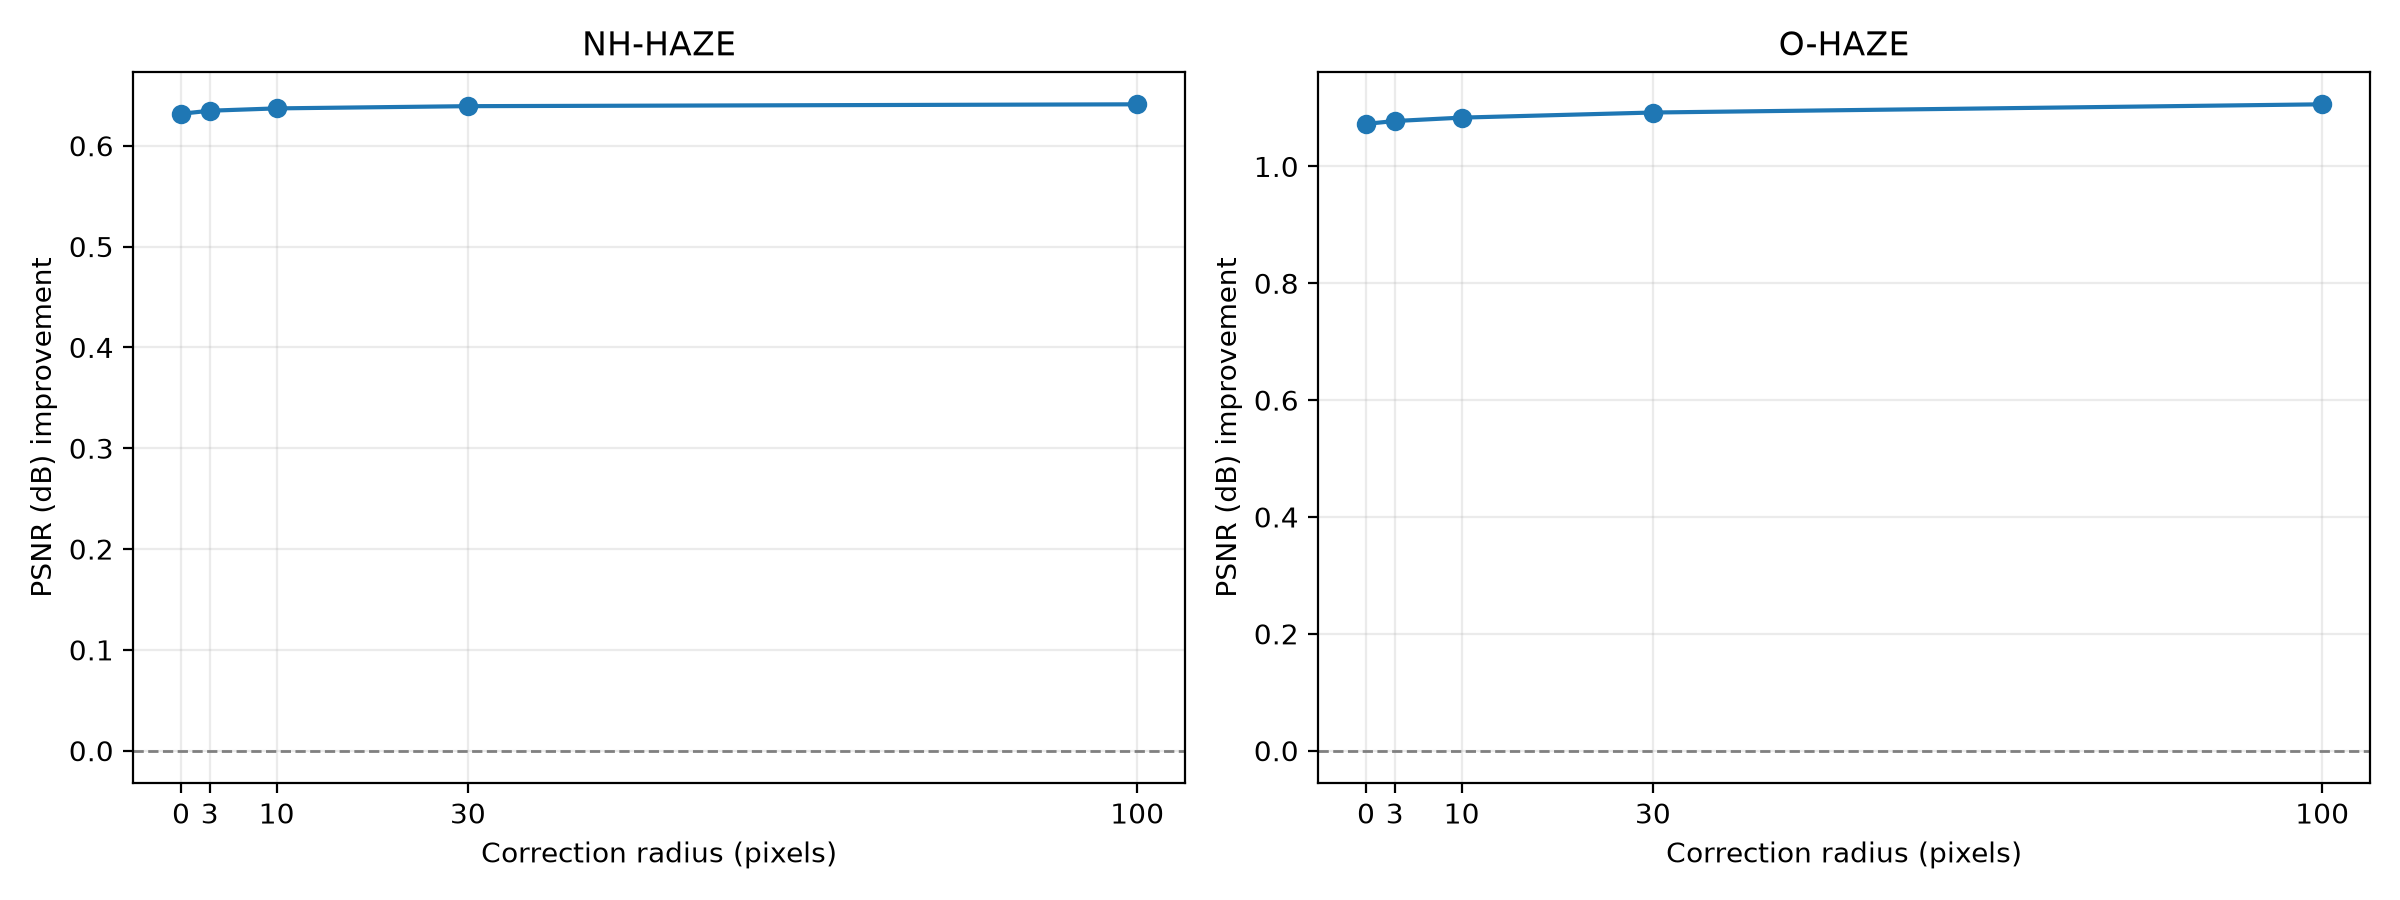 NH-HAZE
PSNR (dB) improvement
0.6
0.5
0.4
0.3
0.2
0.1
0.0
0 3 10 30 100
Correction radius (pixels)
O-HAZE
PSNR (dB) improvement
1.0
0.8
0.6
0.4
0.2
0.0
0 3 10 30 100
Correction radius (pixels)